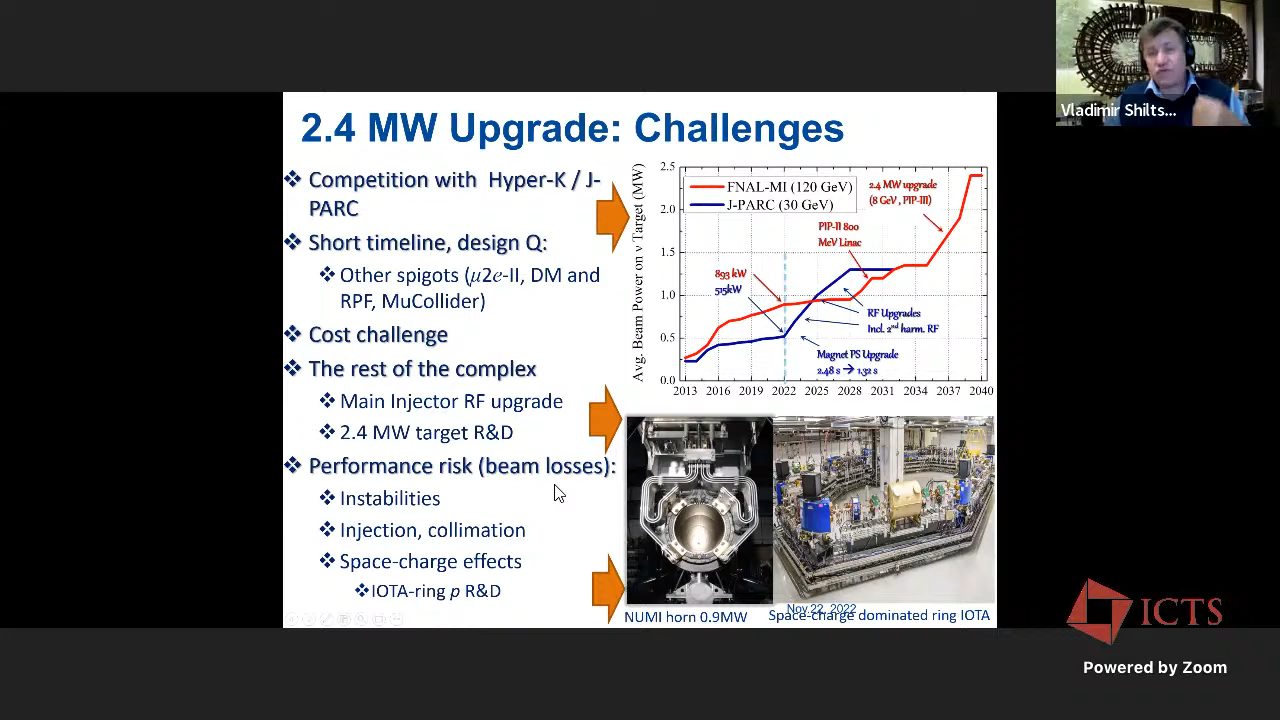 Vladimir Shilts...
2.4 MW Upgrade: Challenges
❖ Competition with Hyper-K / J-
PARC
❖ Short timeline, design Q:
❖ Other spigots (μ2e-II, DM and
RPF, MuCollider)
❖ Cost challenge
❖ The rest of the complex
❖ Main Injector RF upgrade
❖ 2.4 MW target R&D
❖ Performance risk (beam losses):
❖ Instabilities
❖ Injection, collimation
❖ Space-charge effects
❖ IOTA-ring p R&D
Avg. Beam Power on ν Target (MW)
2.5
2.0
1.5
1.0
0.5
0.0
FNAL-MI (120 GeV)
J-PARC (30 GeV)
2.4 MW upgrade
(8 GeV , PIP-III)
PIP-II 800
MeV Linac
893 kW
515kW
RF Upgrades
Incl. 2nd harm. RF
Magnet PS Upgrade
2.48 s → 1.32 s
2013 2016 2019 2022 2025 2028 2031 2034 2037 2040
NUMI horn 0.9MW
Nov 22, 2022
Space-charge dominated ring IOTA
ICTS
Powered by Zoom